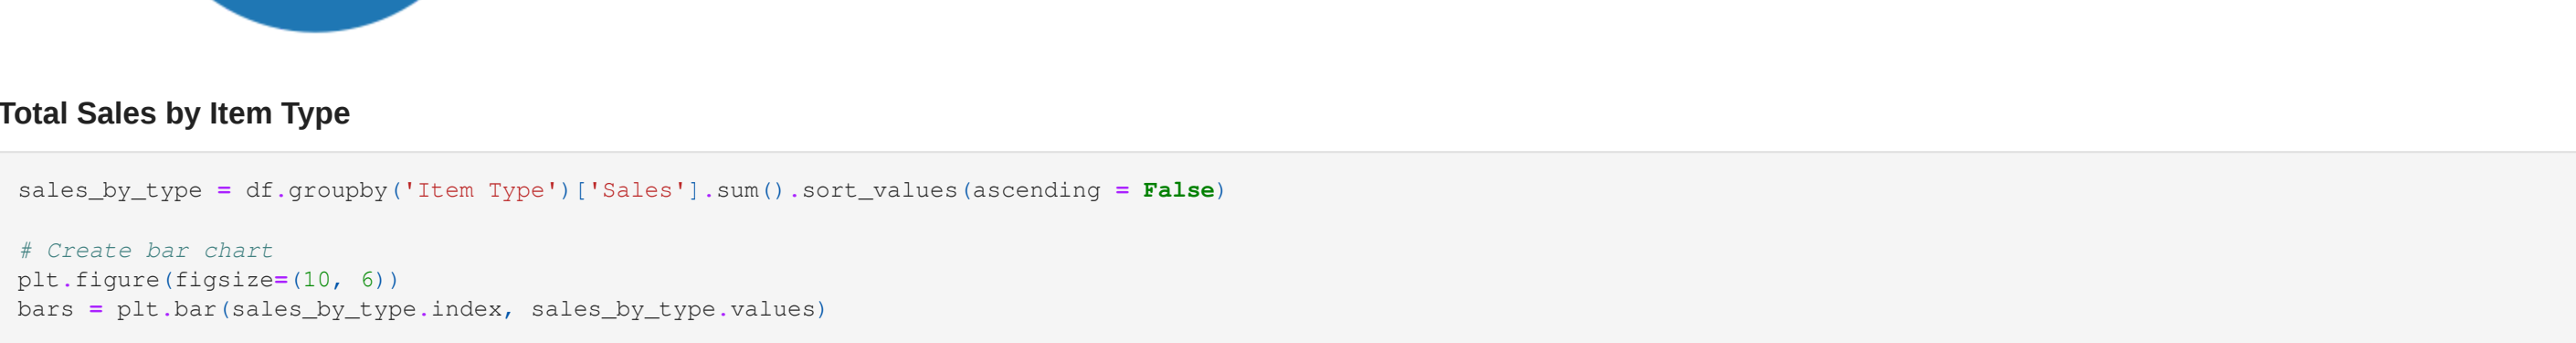 Total Sales by Item Type
sales_by_type = df.groupby('Item Type')['Sales'].sum().sort_values(ascending = False)
# Create bar chart
plt.figure(figsize=(10, 6))
bars = plt.bar(sales_by_type.index, sales_by_type.values)